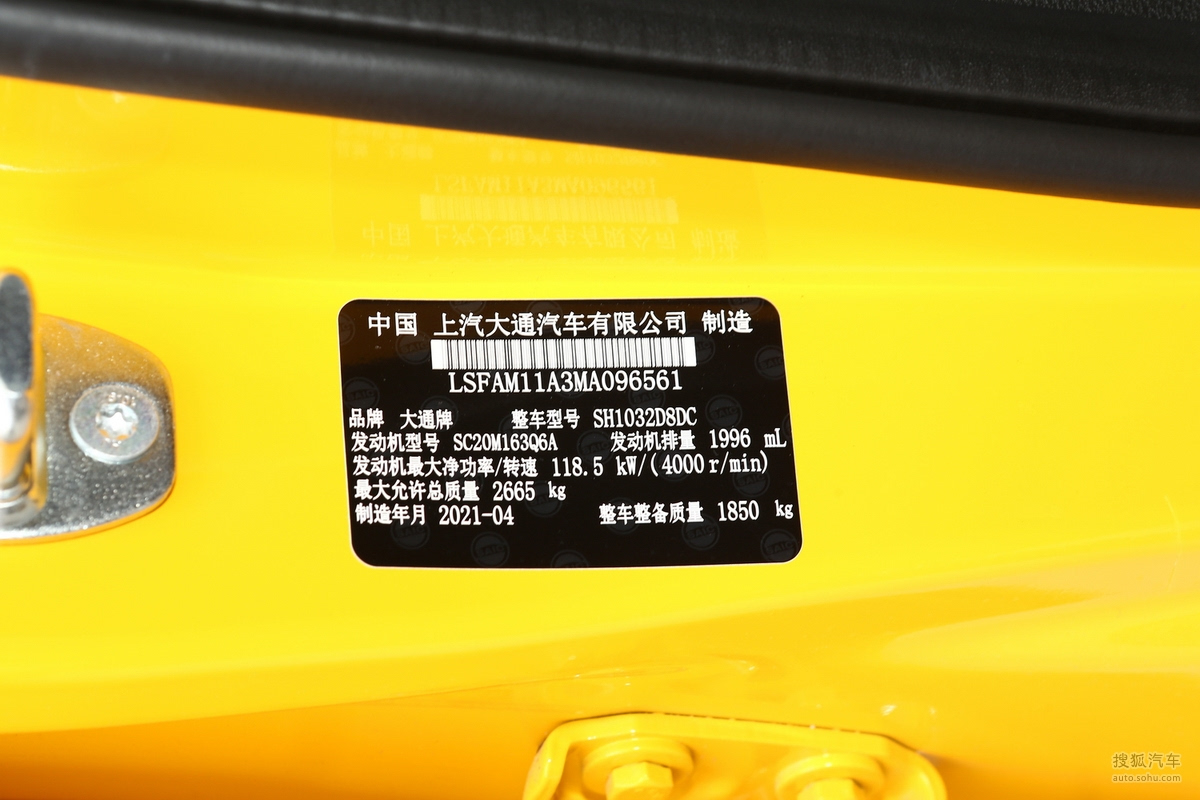 中国 上汽大通汽车有限公司 制造
LSFAM11A3MA096561
品牌 大通牌 整车型号 SH1032D8DC
发动机型号 SC20M163Q6A 发动机排量 1996 mL
发动机最大净功率/转速 118.5 kW/(4000r/min)
最大允许总质量 2665 kg
制造年月 2021-04 整车整备质量 1850 kg
搜狐汽车
auto.sohu.com